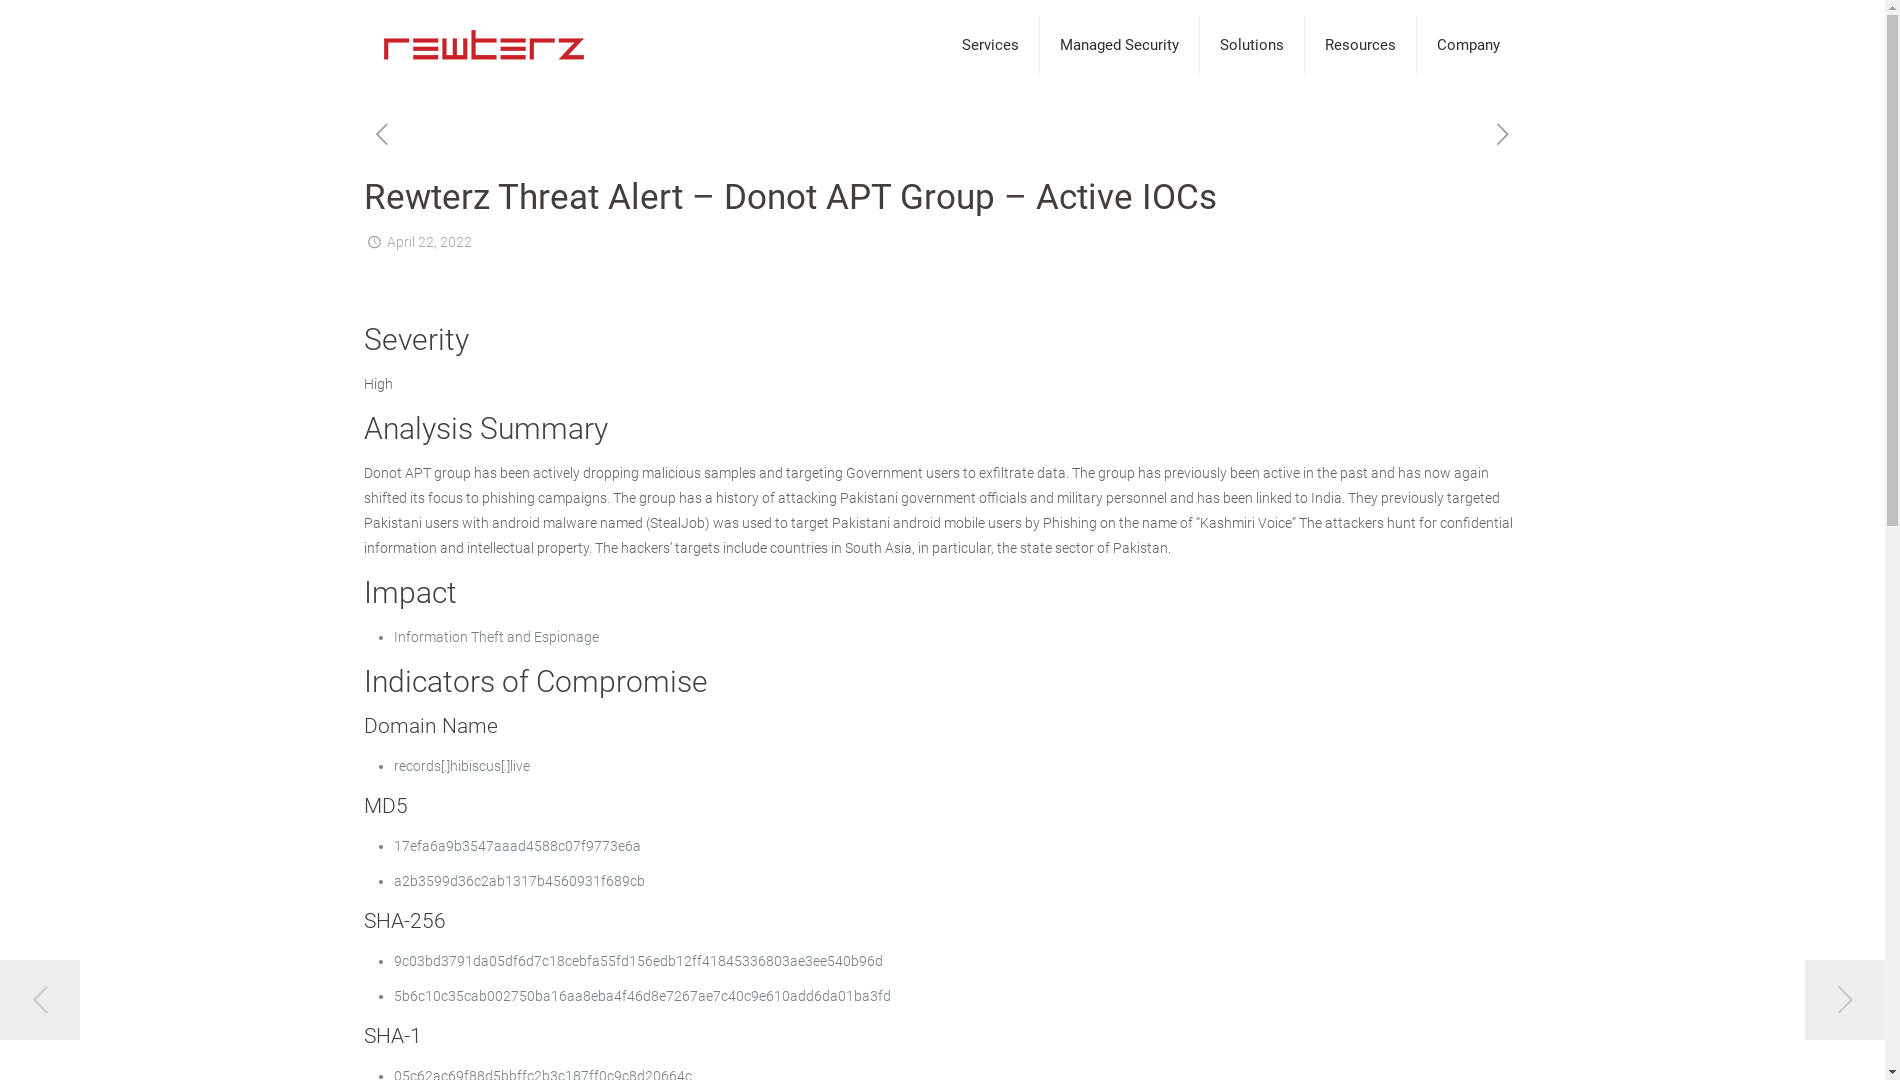 rewterz
Services
Managed Security
Solutions
Resources
Company
Rewterz Threat Alert – Donot APT Group – Active IOCs
April 22, 2022
Severity
High
Analysis Summary
Donot APT group has been actively dropping malicious samples and targeting Government users to exfiltrate data. The group has previously been active in the past and has now again
shifted its focus to phishing campaigns. The group has a history of attacking Pakistani government officials and military personnel and has been linked to India. They previously targeted
Pakistani users with android malware named (StealJob) was used to target Pakistani android mobile users by Phishing on the name of “Kashmiri Voice” The attackers hunt for confidential
information and intellectual property. The hackers’ targets include countries in South Asia, in particular, the state sector of Pakistan.
Impact
• Information Theft and Espionage
Indicators of Compromise
Domain Name
• records[.]hibiscus[.]live
MD5
• 17efa6a9b3547aaad4588c07f9773e6a
• a2b3599d36c2ab1317b4560931f689cb
SHA-256
• 9c03bd3791da05df6d7c18cebfa55fd156edb12ff41845336803ae3ee540b96d
• 5b6c10c35cab002750ba16aa8eba4f46d8e7267ae7c40c9e610add6da01ba3fd
SHA-1
• 05c62ac69f88d5bbffc2b3c187ff0c9c8d20664c